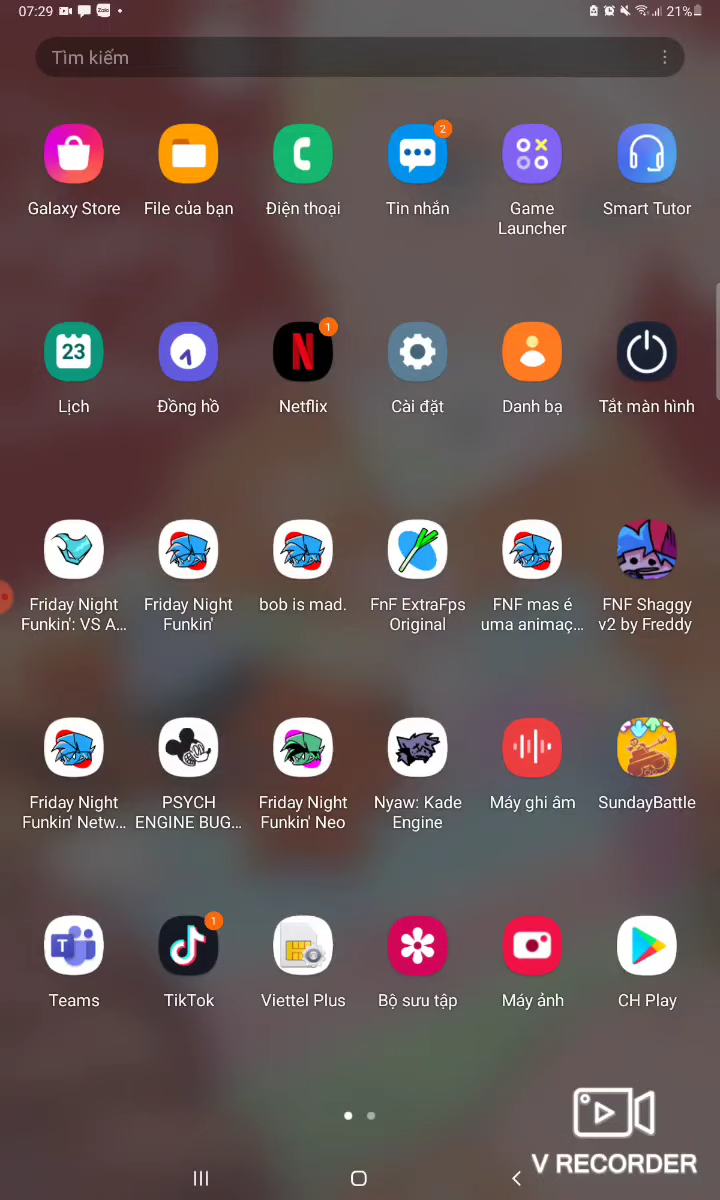 07:29 Zalo 21%
Tìm kiếm
2
Galaxy Store File của bạn Điện thoại Tin nhắn Game Smart Tutor
Launcher
23 1
Lịch Đồng hồ Netflix Cài đặt Danh bạ Tắt màn hình
Friday Night Friday Night bob is mad. FnF ExtraFps FNF mas é FNF Shaggy
Funkin': VS A... Funkin' Original uma animaç... v2 by Freddy
Friday Night PSYCH Friday Night Nyaw: Kade Máy ghi âm SundayBattle
Funkin' Netw... ENGINE BUG... Funkin' Neo Engine
T 1
Teams TikTok Viettel Plus Bộ sưu tập Máy ảnh CH Play
V RECORDER